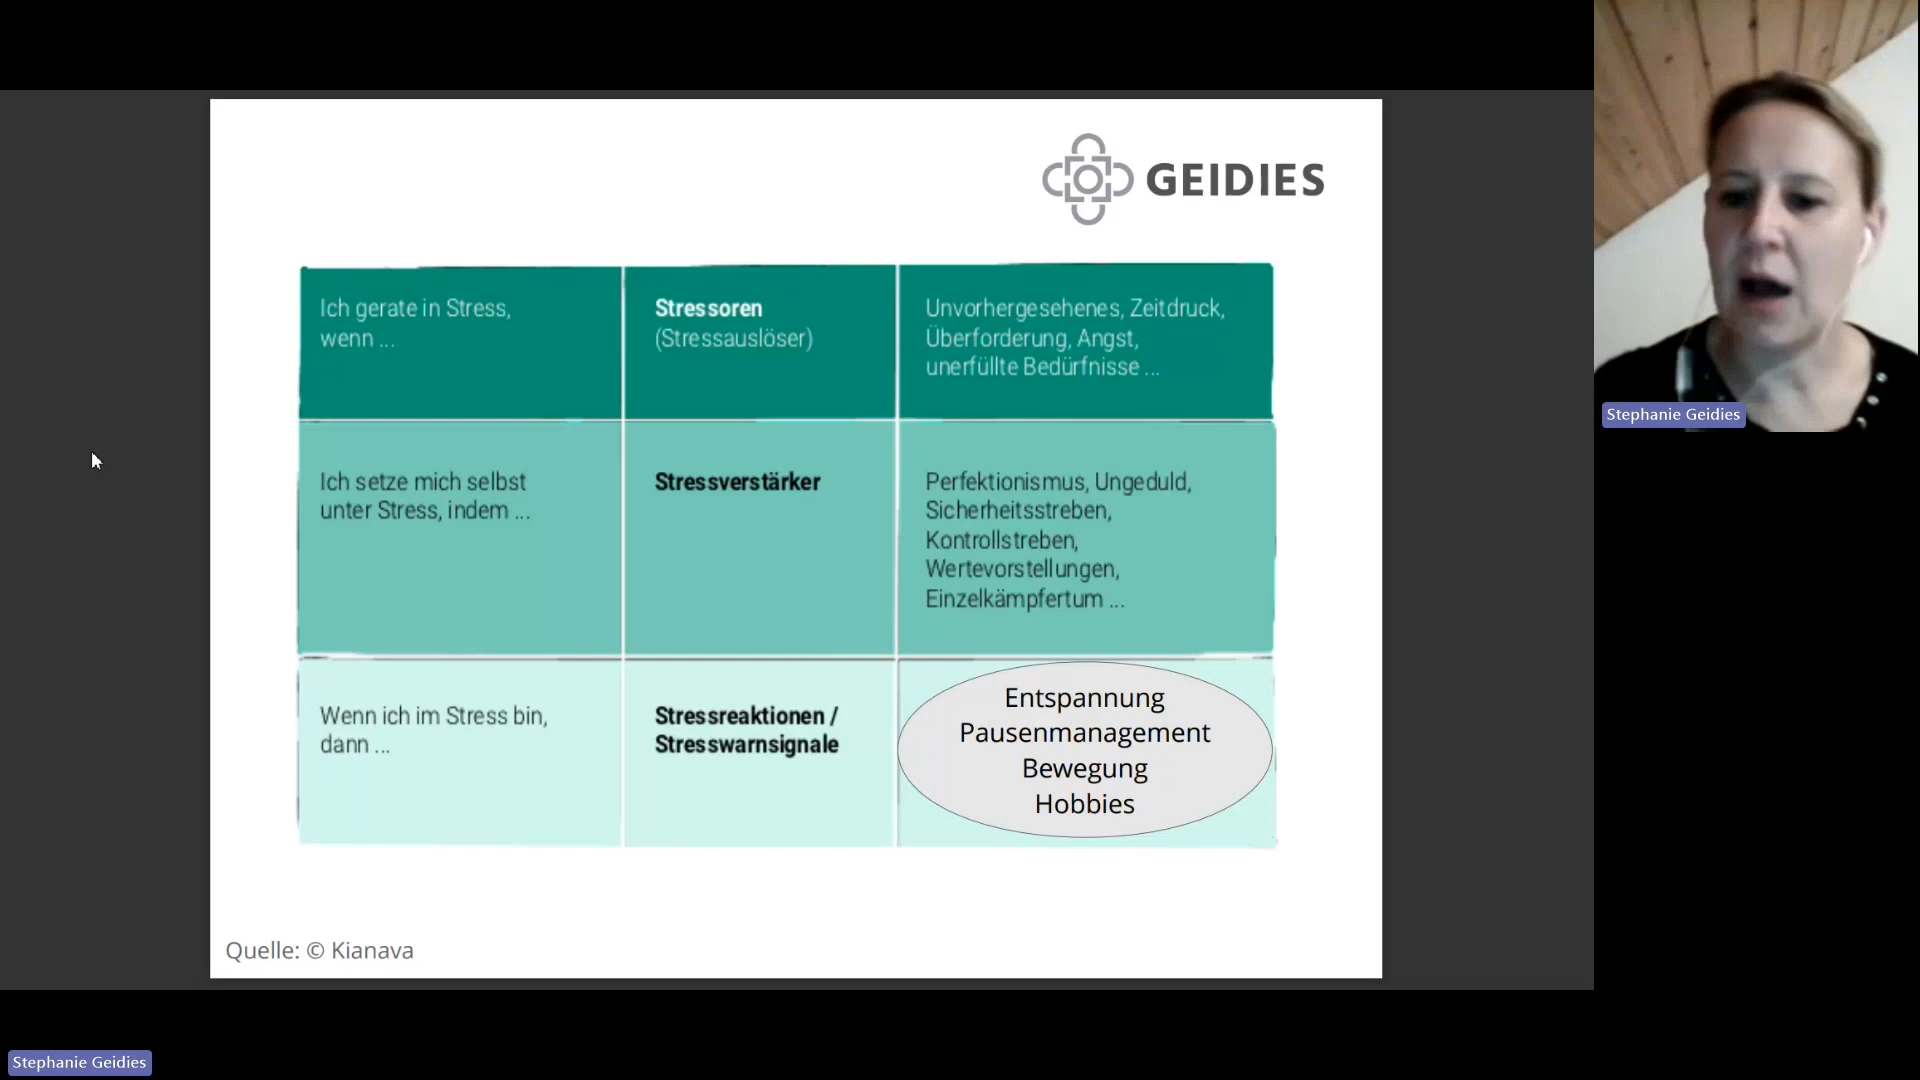 GEIDIES
Ich gerate in Stress,
wenn ...
Stressoren
(Stressauslöser)
Unvorhergesehenes, Zeitdruck,
Überforderung, Angst,
unerfüllte Bedürfnisse ...
Ich setze mich selbst
unter Stress, indem ...
Stressverstärker
Perfektionismus, Ungeduld,
Sicherheitsstreben,
Kontrollstreben,
Wertevorstellungen,
Einzelkämpfertum ...
Wenn ich im Stress bin,
dann ...
Stressreaktionen /
Stresswarnsignale
Entspannung
Pausenmanagement
Bewegung
Hobbies
Quelle: © Kianava
Stephanie Geidies
Stephanie Geidies